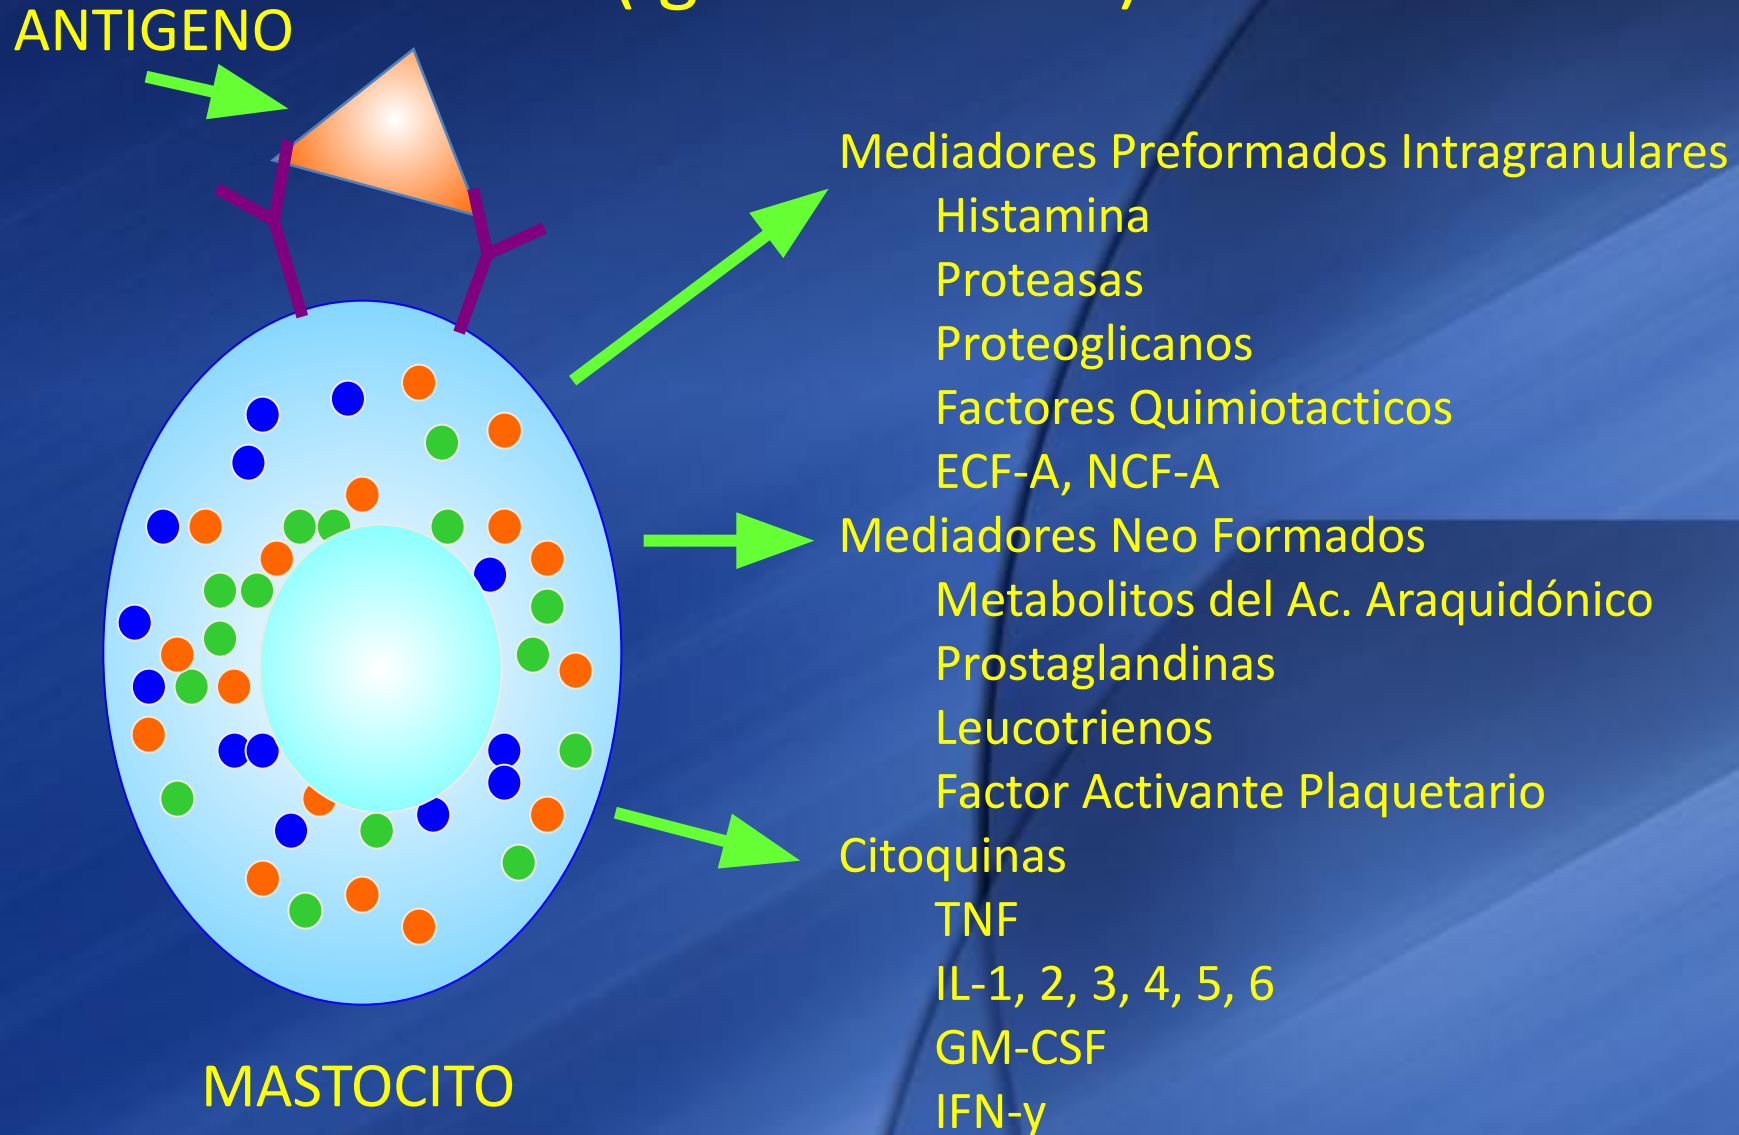 ANTIGENO
Mediadores Preformados Intragranulares
Histamina
Proteasas
Proteoglicanos
Factores Quimiotacticos
ECF-A, NCF-A
Mediadores Neo Formados
Metabolitos del Ac. Araquidónico
Prostaglandinas
Leucotrienos
Factor Activante Plaquetario
Citoquinas
TNF
IL-1, 2, 3, 4, 5, 6
GM-CSF
IFN-y
MASTOCITO